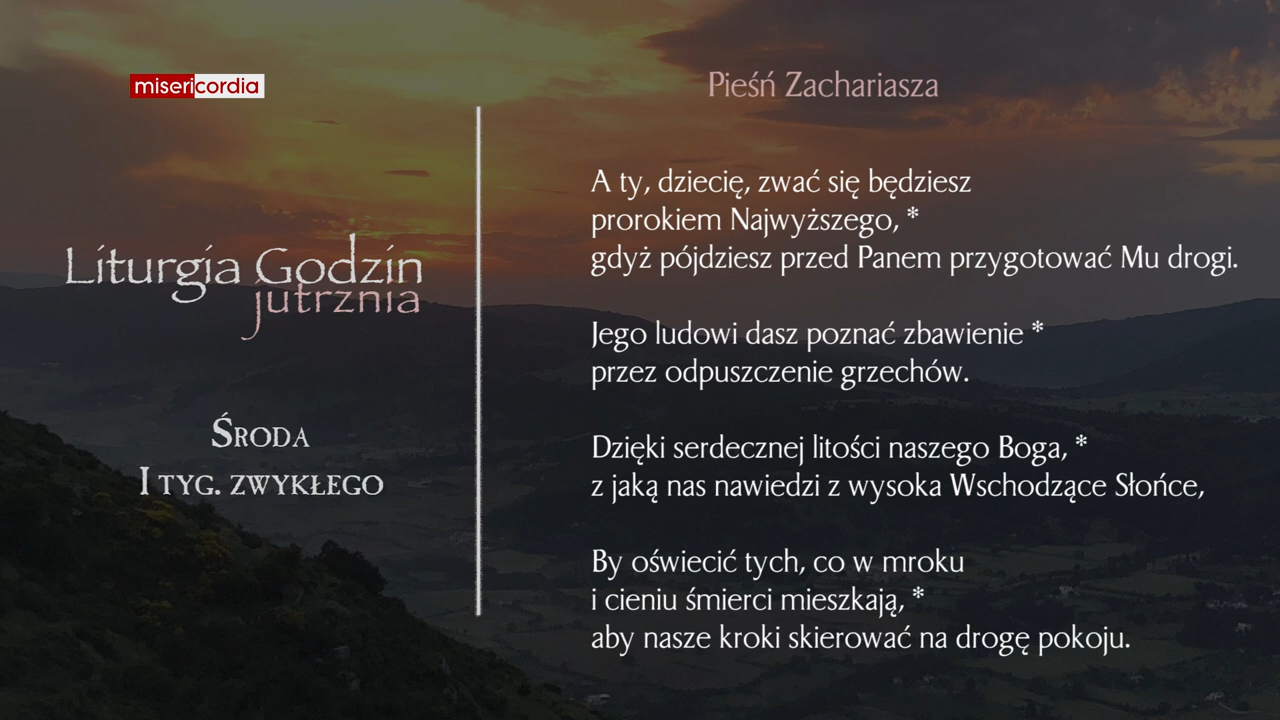 misericordia
Liturgia Godzin
jutrznia
Środa
I tyg. zwykłego
Pieśń Zachariasza
A ty, dziecię, zwać się będziesz
prorokiem Najwyższego, *
gdyż pójdziesz przed Panem przygotować Mu drogi.
Jego ludowi dasz poznać zbawienie *
przez odpuszczenie grzechów.
Dzięki serdecznej litości naszego Boga, *
z jaką nas nawiedzi z wysoka Wschodzące Słońce,
By oświecić tych, co w mroku
i cieniu śmierci mieszkają, *
aby nasze kroki skierować na drogę pokoju.